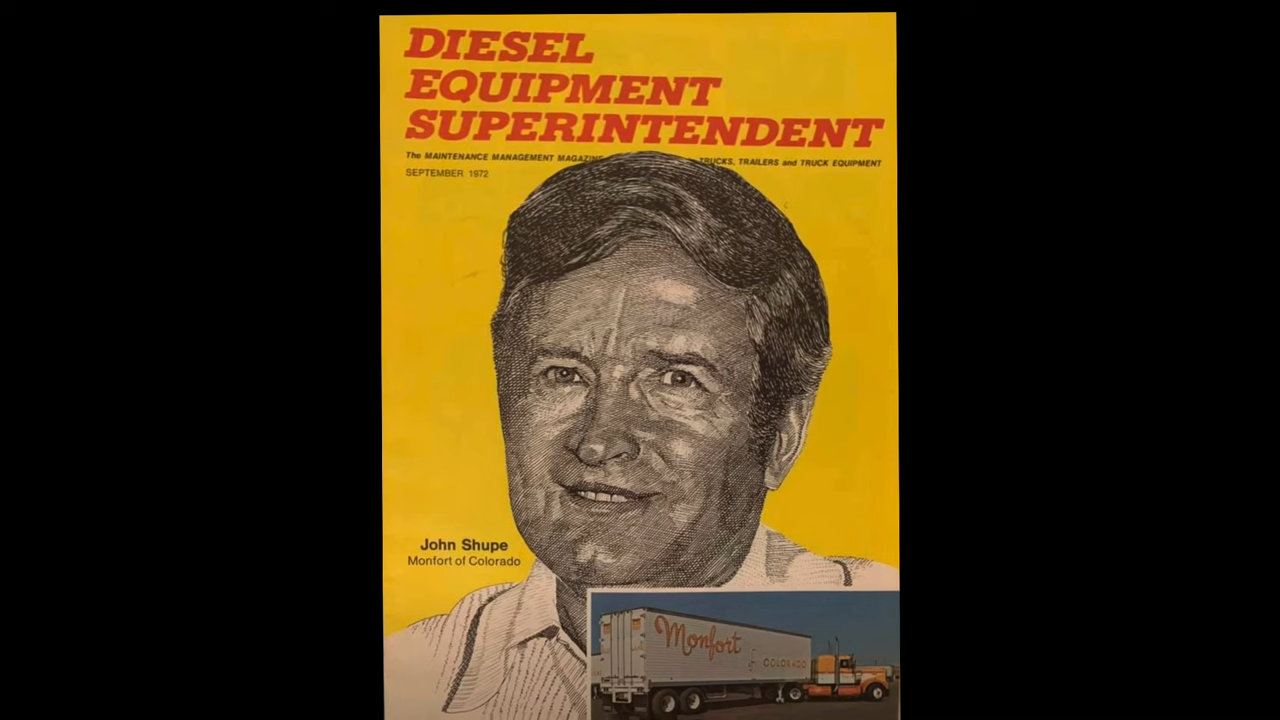 DIESEL
EQUIPMENT
SUPERINTENDENT
The MAINTENANCE MANAGEMENT MAGAZINE TRUCKS, TRAILERS and TRUCK EQUIPMENT
SEPTEMBER 1972
John Shupe
Monfort of Colorado
Monfort
of COLORADO